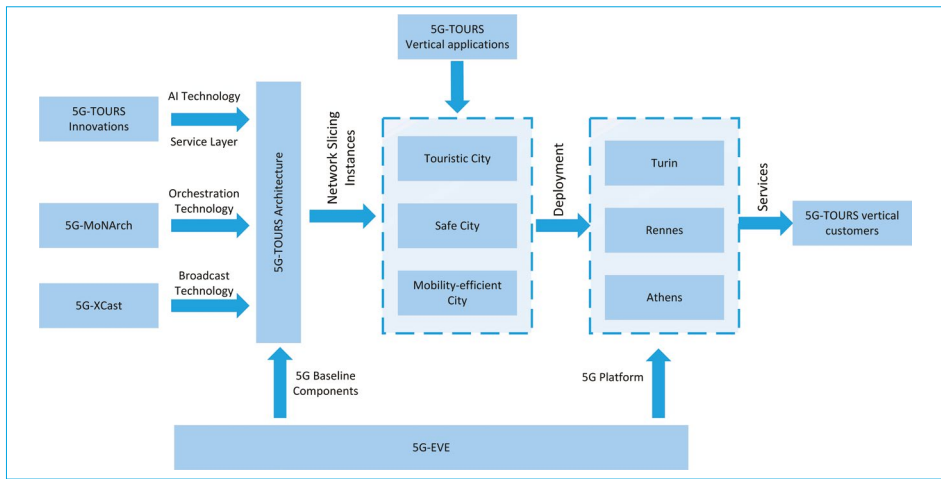 5G-TOURS
Vertical applications
5G-TOURS
Innovations
AI Technology
Service Layer
5G-MoNArch
Orchestration
Technology
5G-XCast
Broadcast
Technology
5G-TOURS Architecture
Network Slicing
Instances
Touristic City
Safe City
Mobility-efficient
City
Deployment
Turin
Rennes
Athens
Services
5G-TOURS vertical
customers
5G Baseline
Components
5G Platform
5G-EVE